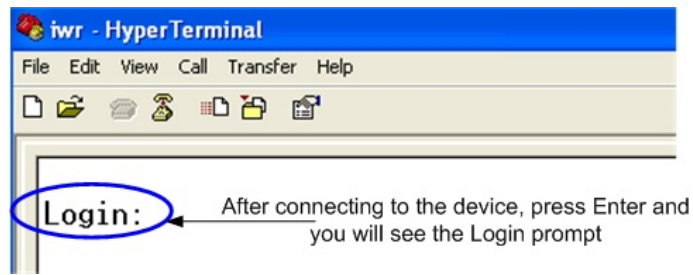 iwr - HyperTerminal
File Edit View Call Transfer Help
Login:
After connecting to the device, press Enter and
you will see the Login prompt